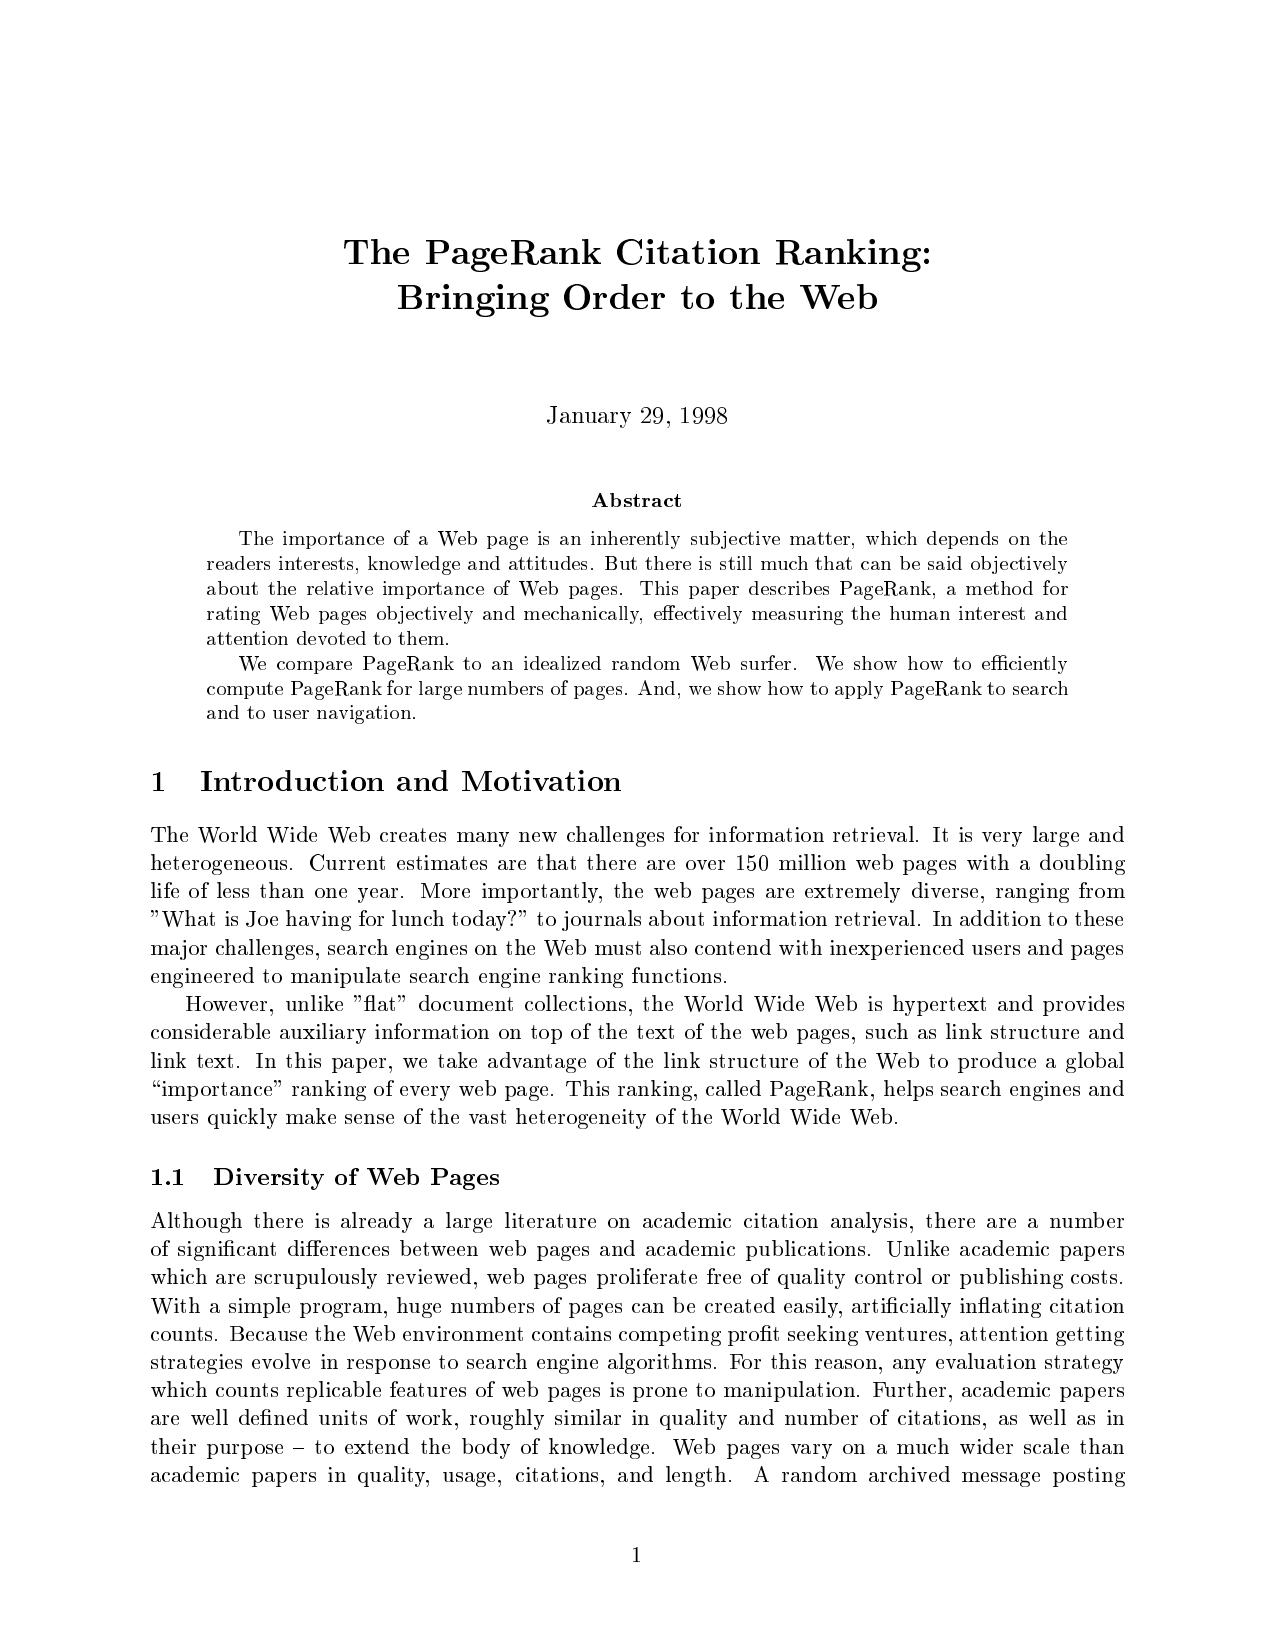 The PageRank Citation Ranking:
Bringing Order to the Web
January 29, 1998
Abstract
The importance of a Web page is an inherently subjective matter, which depends on the
readers interests, knowledge and attitudes. But there is still much that can be said objectively
about the relative importance of Web pages. This paper describes PageRank, a method for
rating Web pages objectively and mechanically, effectively measuring the human interest and
attention devoted to them.
We compare PageRank to an idealized random Web surfer. We show how to efficiently
compute PageRank for large numbers of pages. And, we show how to apply PageRank to search
and to user navigation.
1 Introduction and Motivation
The World Wide Web creates many new challenges for information retrieval. It is very large and
heterogeneous. Current estimates are that there are over 150 million web pages with a doubling
life of less than one year. More importantly, the web pages are extremely diverse, ranging from
”What is Joe having for lunch today?” to journals about information retrieval. In addition to these
major challenges, search engines on the Web must also contend with inexperienced users and pages
engineered to manipulate search engine ranking functions.
However, unlike ”flat” document collections, the World Wide Web is hypertext and provides
considerable auxiliary information on top of the text of the web pages, such as link structure and
link text. In this paper, we take advantage of the link structure of the Web to produce a global
“importance” ranking of every web page. This ranking, called PageRank, helps search engines and
users quickly make sense of the vast heterogeneity of the World Wide Web.
1.1 Diversity of Web Pages
Although there is already a large literature on academic citation analysis, there are a number
of significant differences between web pages and academic publications. Unlike academic papers
which are scrupulously reviewed, web pages proliferate free of quality control or publishing costs.
With a simple program, huge numbers of pages can be created easily, artificially inflating citation
counts. Because the Web environment contains competing profit seeking ventures, attention getting
strategies evolve in response to search engine algorithms. For this reason, any evaluation strategy
which counts replicable features of web pages is prone to manipulation. Further, academic papers
are well defined units of work, roughly similar in quality and number of citations, as well as in
their purpose – to extend the body of knowledge. Web pages vary on a much wider scale than
academic papers in quality, usage, citations, and length. A random archived message posting
1